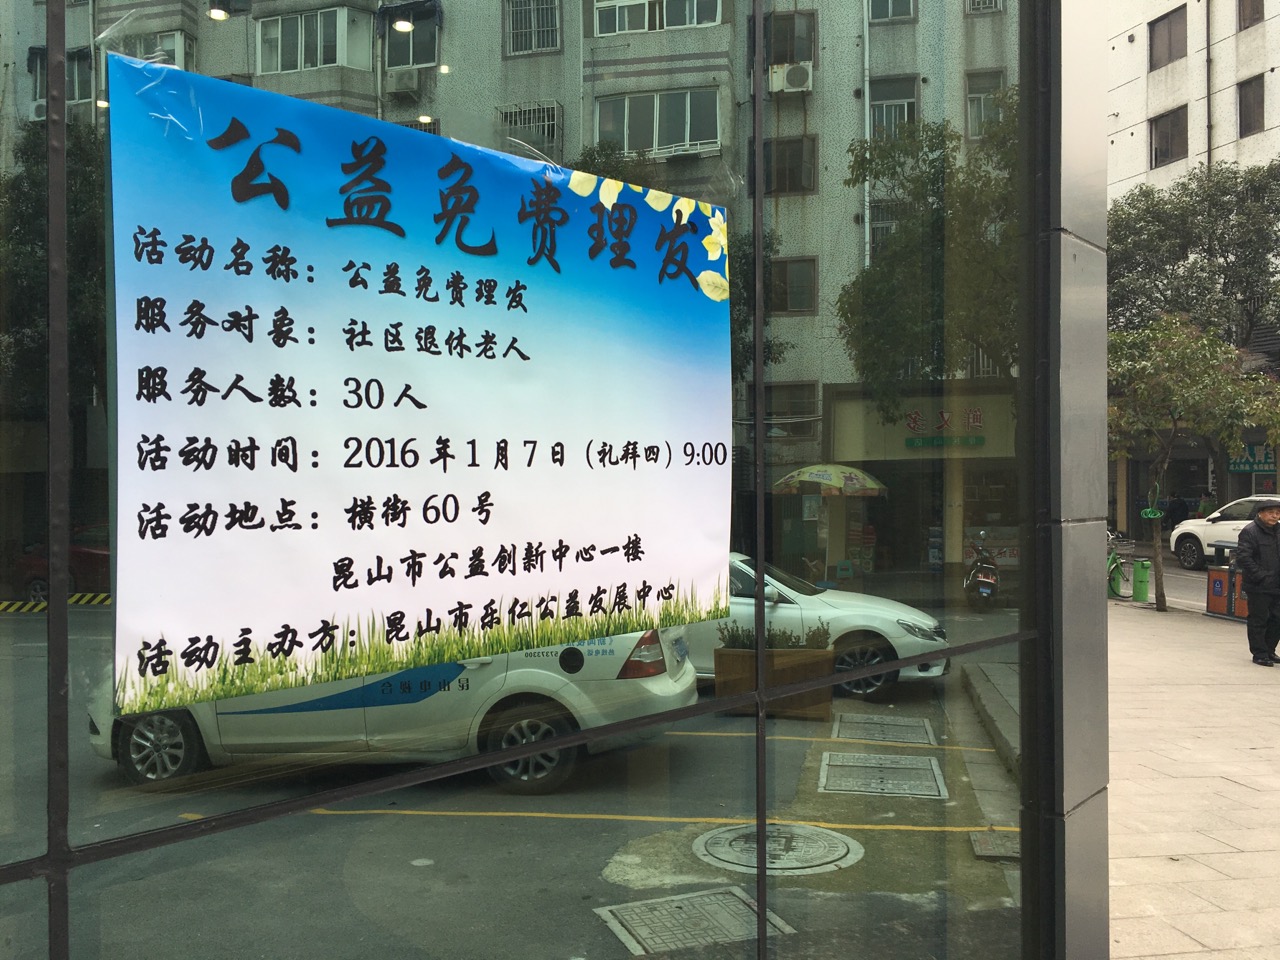 公益免费理发
活动名称：公益免费理发
服务对象：社区退休老人
服务人数：30人
活动时间：2016年1月7日（礼拜四）9:00
活动地点：横街60号
昆山市公益创新中心一楼
活动主办方：昆山市乐仁公益发展中心
鲜又多
57373300